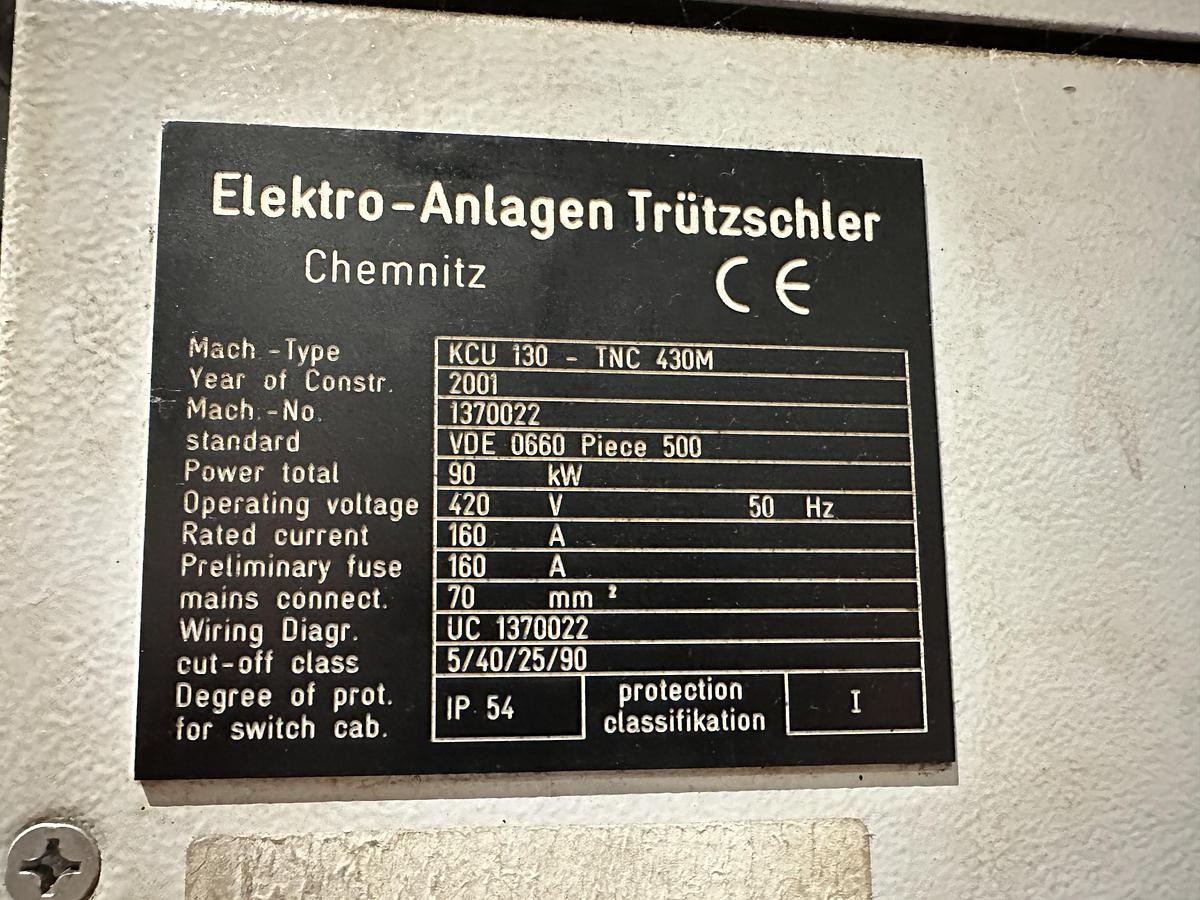 Elektro-Anlagen Trützschler
Chemnitz CE
Mach.-Type KCU 130 - TNC 430M
Year of Constr. 2001
Mach.-No. 1370022
standard VDE 0660 Piece 500
Power total 90 kW
Operating voltage 420 V 50 Hz
Rated current 160 A
Preliminary fuse 160 A
mains connect. 70 mm ²
Wiring Diagr. UC 1370022
cut-off class 5/40/25/90
Degree of prot. for switch cab. IP 54 protection classifikation I